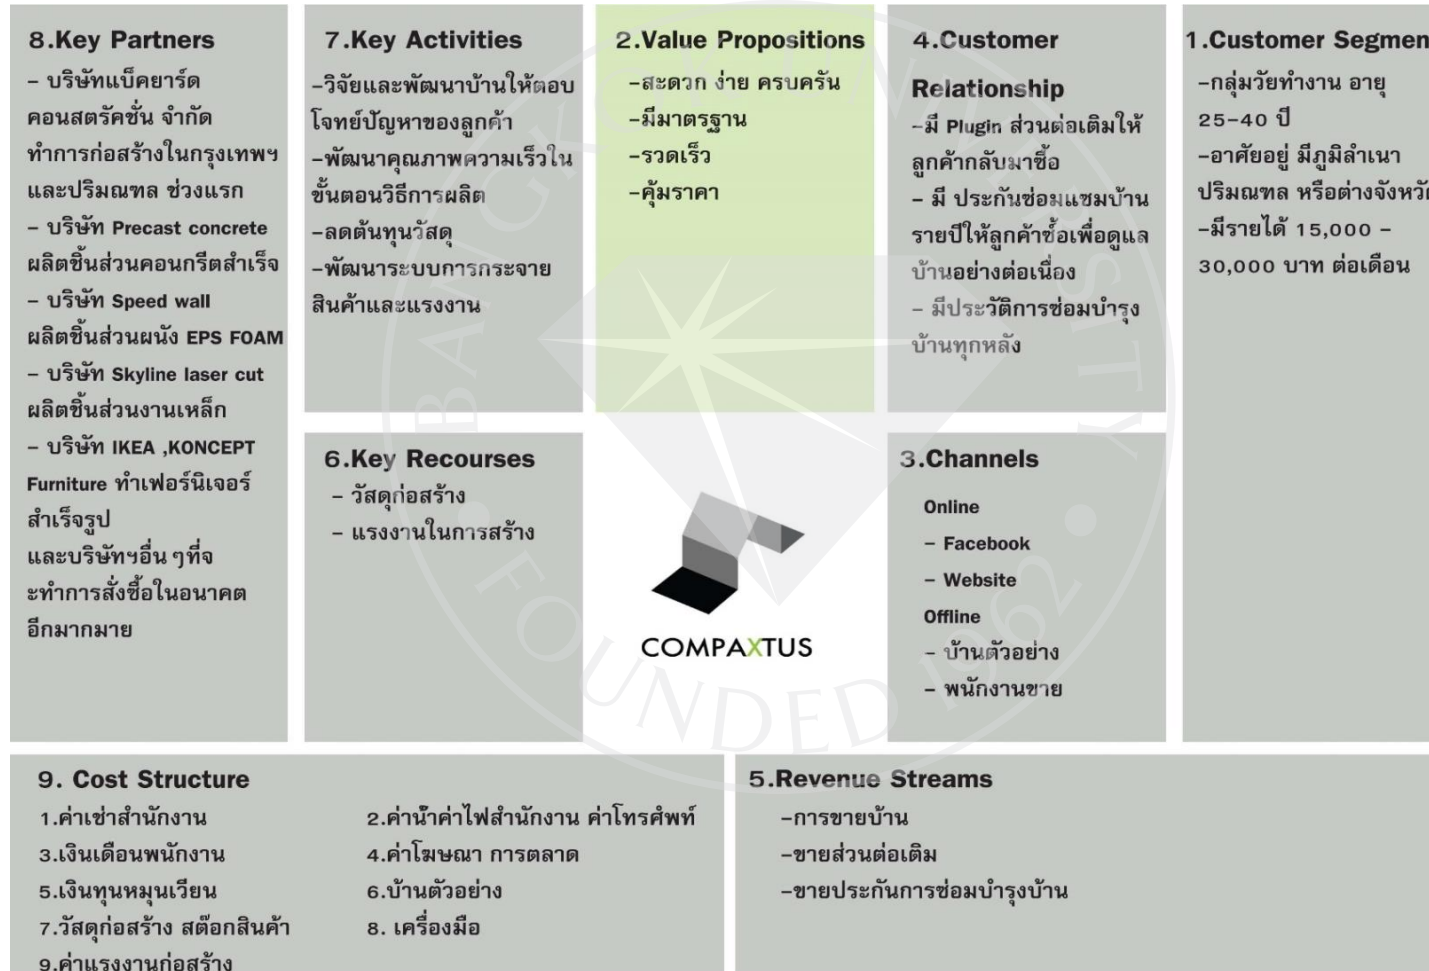 8.Key Partners
– บริษัทแบ็คยาร์ด
คอนสตรัคชั่น จำกัด
ทำการก่อสร้างในกรุงเทพฯ
และปริมณฑล ช่วงแรก
– บริษัท Precast concrete
ผลิตชิ้นส่วนคอนกรีตสำเร็จ
– บริษัท Speed wall
ผลิตชิ้นส่วนผนัง EPS FOAM
– บริษัท Skyline laser cut
ผลิตชิ้นส่วนงานเหล็ก
– บริษัท IKEA ,KONCEPT
Furniture ทำเฟอร์นิเจอร์
สำเร็จรูป
และบริษัทฯอื่น ๆที่จ
ะทำการสั่งซื้อในอนาคต
อีกมากมาย
7.Key Activities
–วิจัยและพัฒนาบ้านให้ตอบ
โจทย์ปัญหาของลูกค้า
–พัฒนาคุณภาพความเร็วใน
ขั้นตอนวิธีการผลิต
–ลดต้นทุนวัสดุ
–พัฒนาระบบการกระจาย
สินค้าและแรงงาน
6.Key Recourses
– วัสดุก่อสร้าง
– แรงงานในการสร้าง
2.Value Propositions
–สะดวก ง่าย ครบครัน
–มีมาตรฐาน
–รวดเร็ว
–คุ้มราคา
COMPAXTUS
4.Customer
Relationship
–มี Plugin ส่วนต่อเติมให้
ลูกค้ากลับมาซื้อ
– มี ประกันซ่อมแซมบ้าน
รายปีให้ลูกค้าซื้อเพื่อดูแล
บ้านอย่างต่อเนื่อง
– มีประวัติการซ่อมบำรุง
บ้านทุกหลัง
3.Channels
Online
– Facebook
– Website
Offline
– บ้านตัวอย่าง
– พนักงานขาย
1.Customer Segmen
–กลุ่มวัยทำงาน อายุ
25–40 ปี
–อาศัยอยู่ มีภูมิลำเนา
ปริมณฑล หรือต่างจังหวัด
–มีรายได้ 15,000 –
30,000 บาท ต่อเดือน
9. Cost Structure
1.ค่าเช่าสำนักงาน 2.ค่าน้ำค่าไฟสำนักงาน ค่าโทรศัพท์
3.เงินเดือนพนักงาน 4.ค่าโฆษณา การตลาด
5.เงินทุนหมุนเวียน 6.บ้านตัวอย่าง
7.วัสดุก่อสร้าง สต๊อกสินค้า 8. เครื่องมือ
9.ค่าแรงงานก่อสร้าง
5.Revenue Streams
–การขายบ้าน
–ขายส่วนต่อเติม
–ขายประกันการซ่อมบำรุงบ้าน
BANGKOK UNIVERSITY
FOUNDED 1962